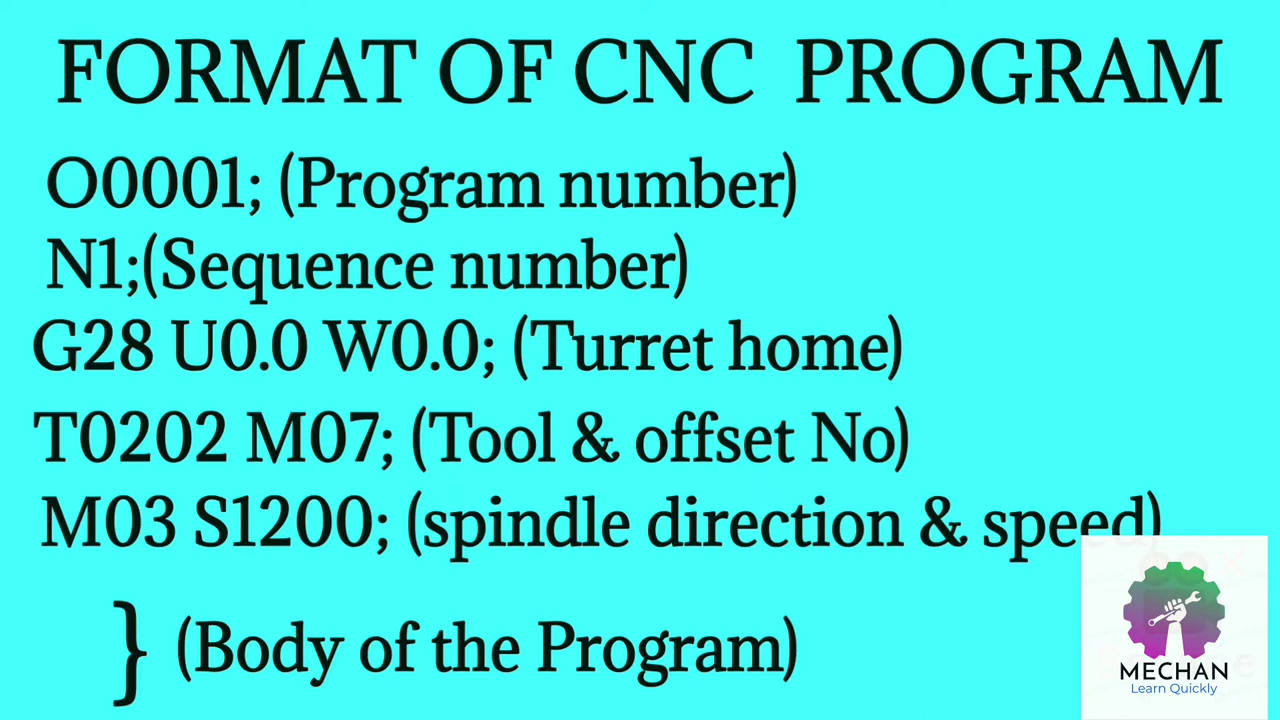 FORMAT OF CNC PROGRAM
O0001; (Program number)
N1;(Sequence number)
G28 U0.0 W0.0; (Turret home)
T0202 M07; (Tool & offset No)
M03 S1200; (spindle direction & speed)
} (Body of the Program)
MECHAN
Learn Quickly